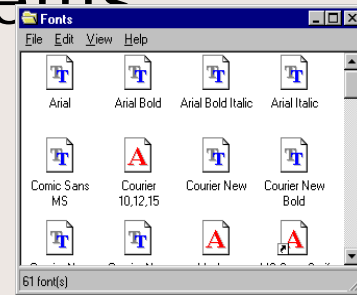 Fonts
File Edit View Help
Arial Arial Bold Arial Bold Italic Arial Italic
Comic Sans MS Courier 10,12,15 Courier New Courier New Bold
61 font(s)